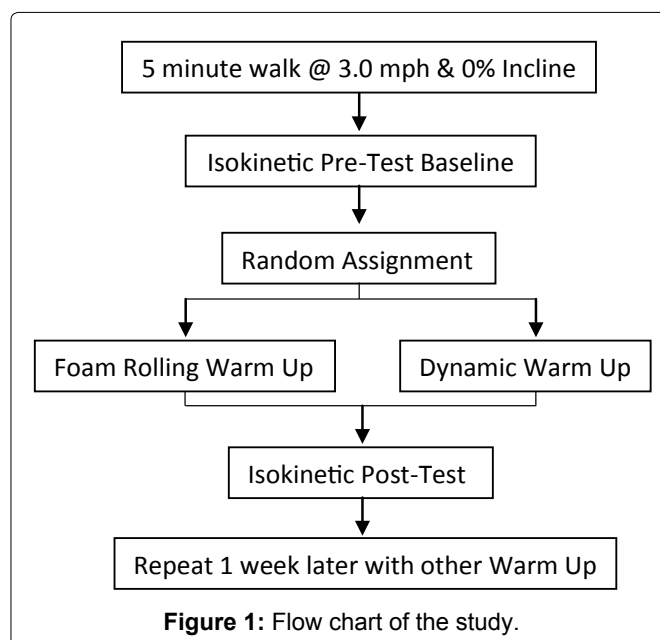 5 minute walk @ 3.0 mph & 0% Incline
Isokinetic Pre-Test Baseline
Random Assignment
Foam Rolling Warm Up
Dynamic Warm Up
Isokinetic Post-Test
Repeat 1 week later with other Warm Up
Figure 1: Flow chart of the study.